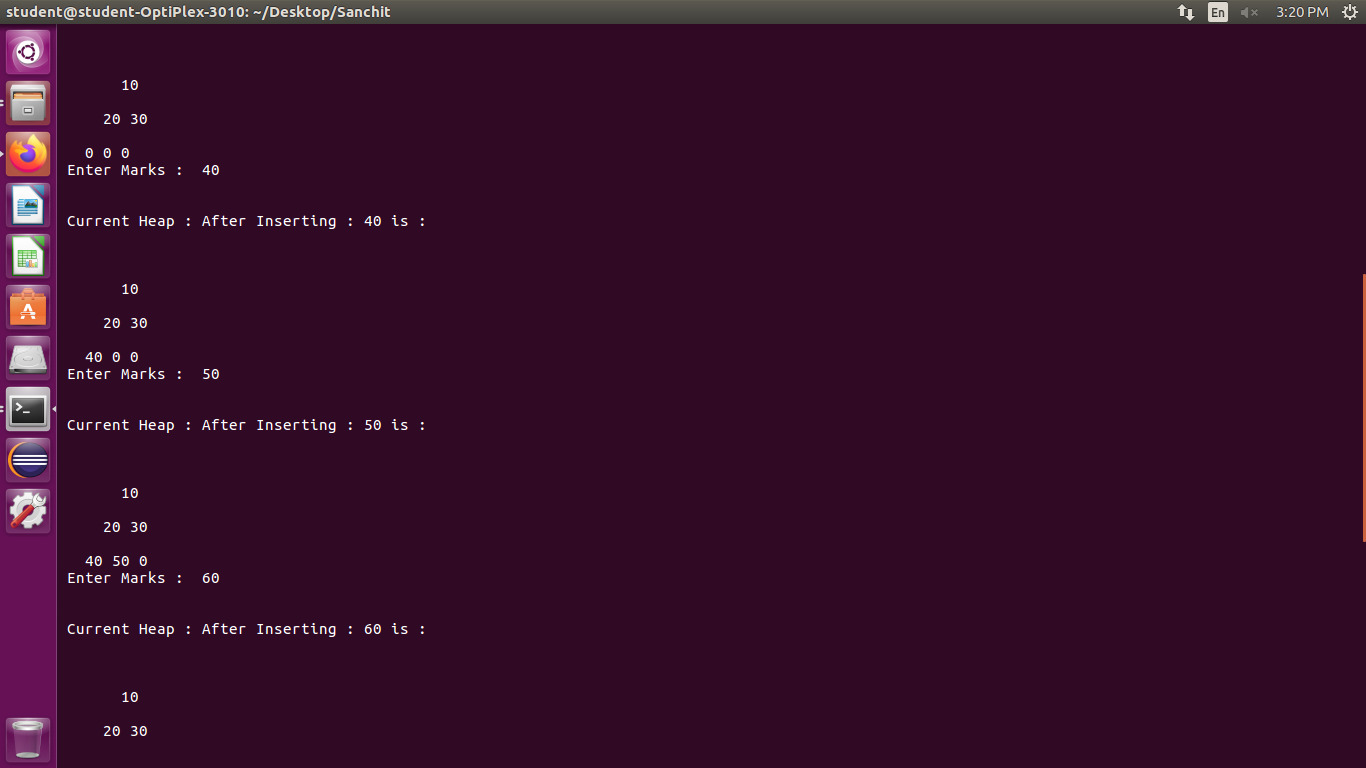 student@student-OptiPlex-3010: ~/Desktop/Sanchit
En
3:20 PM
10
20 30
0 0 0
Enter Marks :  40
Current Heap : After Inserting : 40 is :
10
20 30
40 0 0
Enter Marks :  50
Current Heap : After Inserting : 50 is :
10
20 30
40 50 0
Enter Marks :  60
Current Heap : After Inserting : 60 is :
10
20 30